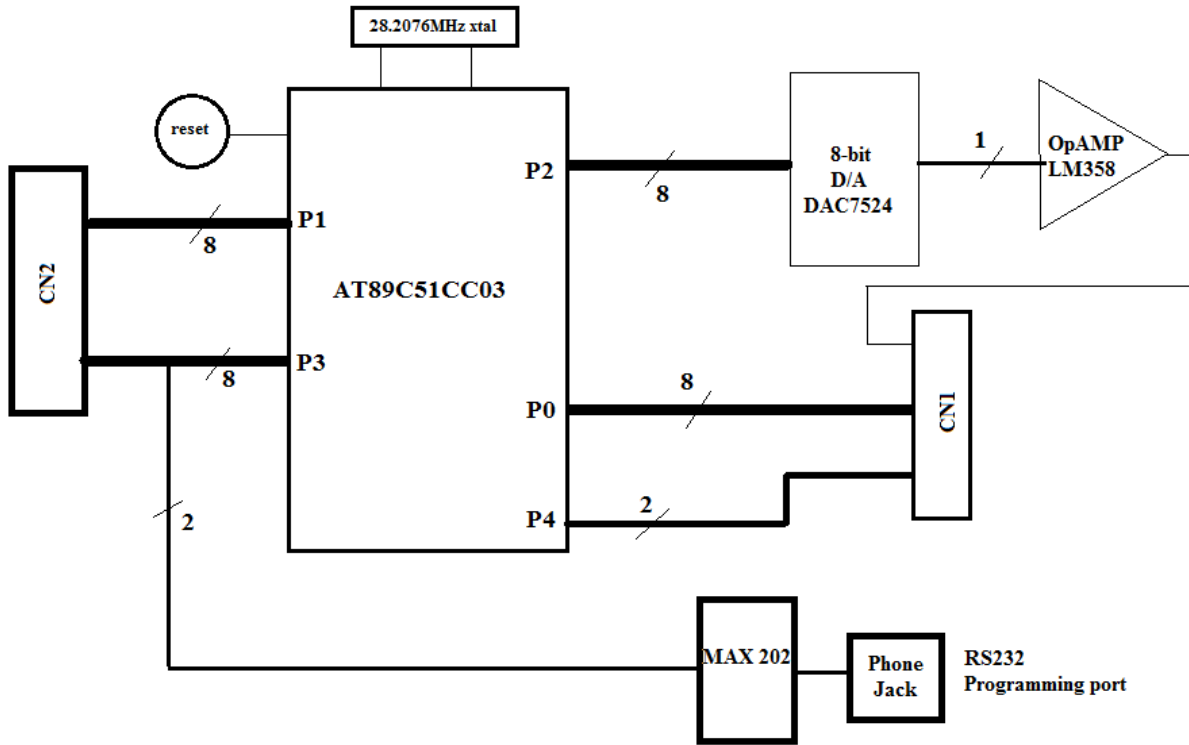 28.2076MHz xtal
reset
P2
8
8-bit
D/A
DAC7524
1
OpAMP
LM358
CN2
P1
8
AT89C51CC03
P3
8
P0
8
CN1
P4
2
2
MAX 202
Phone
Jack
RS232
Programming port